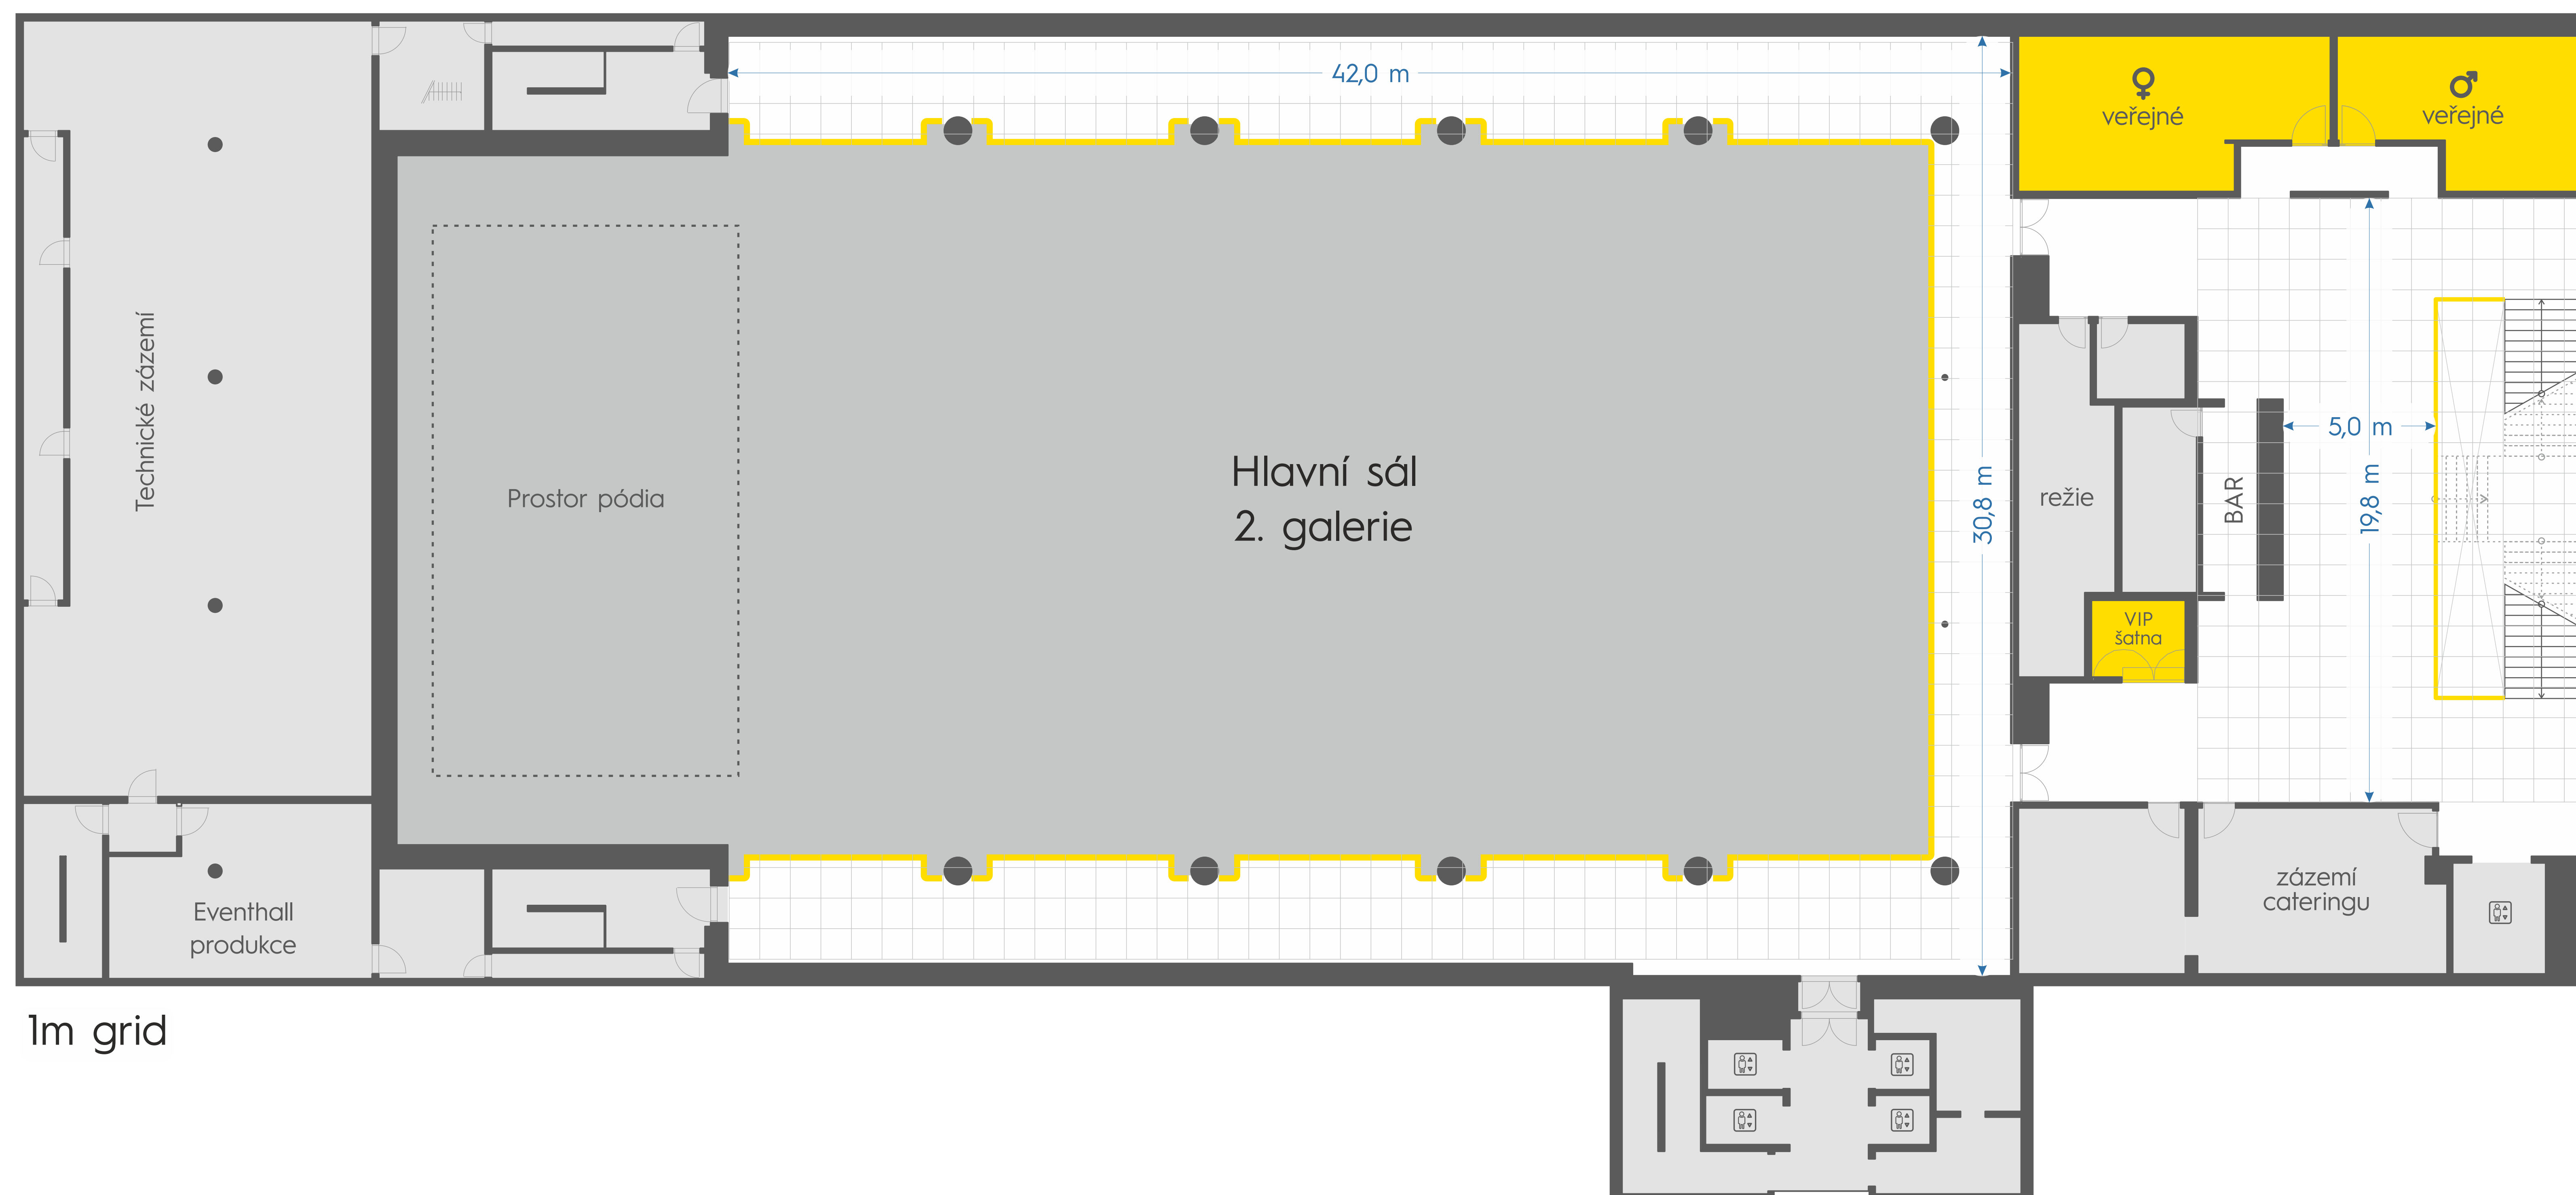 42,0 m
veřejné
veřejné
Technické zázemí
Prostor pódia
Hlavní sál
2. galerie
30,8 m
režie
BAR
5,0 m
19,8 m
VIP
šatna
Eventhall
produkce
zázemí
cateringu
1m grid